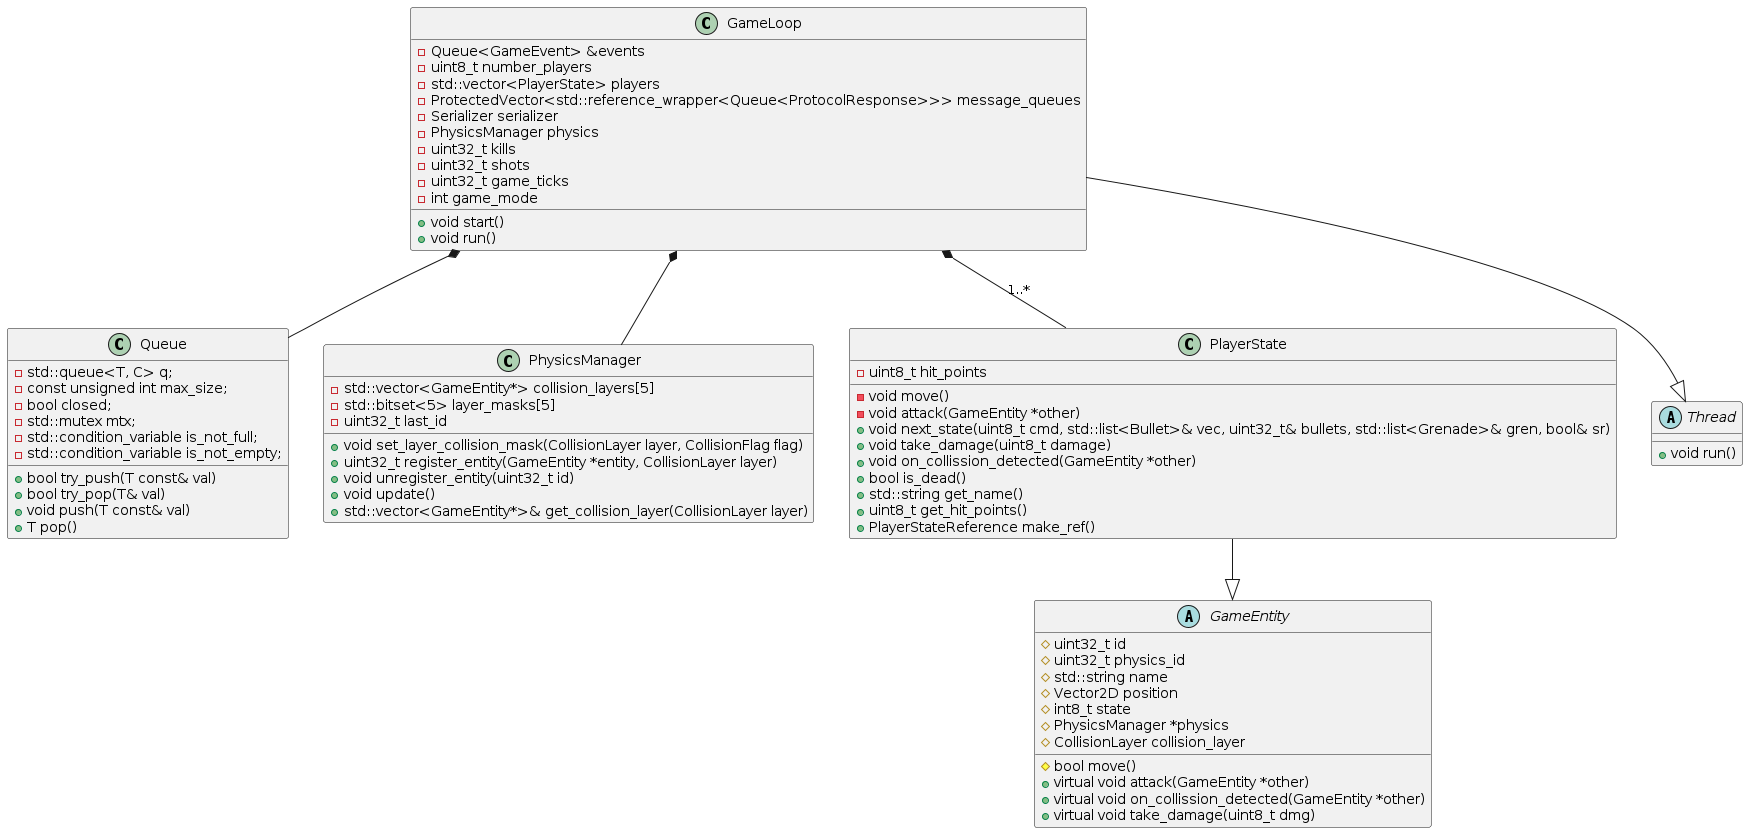 C GameLoop
Queue<GameEvent> &events
uint8_t number_players
std::vector<PlayerState> players
ProtectedVector<std::reference_wrapper<Queue<ProtocolResponse>>> message_queues
Serializer serializer
PhysicsManager physics
uint32_t kills
uint32_t shots
uint32_t game_ticks
int game_mode
void start()
void run()
1..*
C Queue
std::queue<T, C> q;
const unsigned int max_size;
bool closed;
std::mutex mtx;
std::condition_variable is_not_full;
std::condition_variable is_not_empty;
bool try_push(T const& val)
bool try_pop(T& val)
void push(T const& val)
T pop()
C PhysicsManager
std::vector<GameEntity*> collision_layers[5]
std::bitset<5> layer_masks[5]
uint32_t last_id
void set_layer_collision_mask(CollisionLayer layer, CollisionFlag flag)
uint32_t register_entity(GameEntity *entity, CollisionLayer layer)
void unregister_entity(uint32_t id)
void update()
std::vector<GameEntity*>& get_collision_layer(CollisionLayer layer)
C PlayerState
uint8_t hit_points
void move()
void attack(GameEntity *other)
void next_state(uint8_t cmd, std::list<Bullet>& vec, uint32_t& bullets, std::list<Grenade>& gren, bool& sr)
void take_damage(uint8_t damage)
void on_collission_detected(GameEntity *other)
bool is_dead()
std::string get_name()
uint8_t get_hit_points()
PlayerStateReference make_ref()
A Thread
void run()
A GameEntity
uint32_t id
uint32_t physics_id
std::string name
Vector2D position
int8_t state
PhysicsManager *physics
CollisionLayer collision_layer
bool move()
virtual void attack(GameEntity *other)
virtual void on_collission_detected(GameEntity *other)
virtual void take_damage(uint8_t dmg)